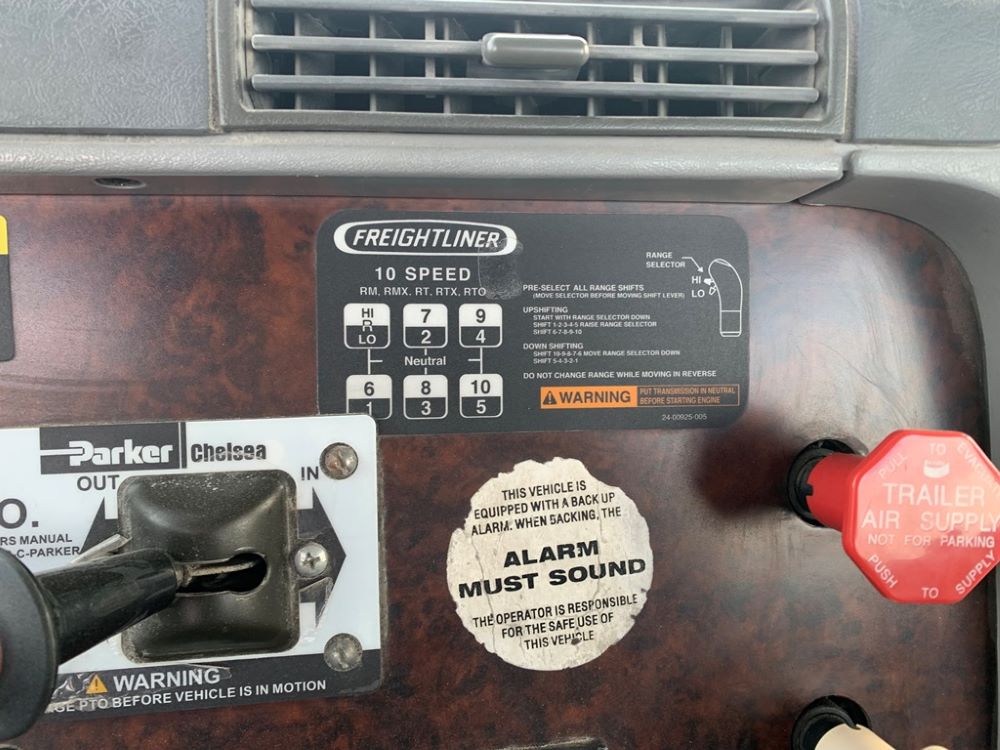 FREIGHTLINER
10 SPEED
RM, RMX, RT, RTX, RTO
HI
R
LO
7
2
9
4
Neutral
6
1
8
3
10
5
RANGE
SELECTOR
HI
LO
PRE-SELECT ALL RANGE SHIFTS
(MOVE SELECTOR BEFORE MOVING SHIFT LEVER)
UPSHIFTING
START WITH RANGE SELECTOR DOWN
SHIFT 1-2-3-4-5 RAISE RANGE SELECTOR
SHIFT 6-7-8-9-10
DOWN SHIFTING
SHIFT 10-9-8-7-6 MOVE RANGE SELECTOR DOWN
SHIFT 5-4-3-2-1
DO NOT CHANGE RANGE WHILE MOVING IN REVERSE
WARNING
PUT TRANSMISSION IN NEUTRAL
BEFORE STARTING ENGINE
24-00925-005
Parker Chelsea
OUT IN
O.
RS MANUAL
C-PARKER
WARNING
GE PTO BEFORE VEHICLE IS IN MOTION
THIS VEHICLE IS
EQUIPPED WITH A BACK UP
ALARM. WHEN BACKING, THE
ALARM
MUST SOUND
THE OPERATOR IS RESPONSIBLE
FOR THE SAFE USE OF
THIS VEHICLE
PULL TO EVACU
TRAILER
AIR SUPPLY
NOT FOR PARKING
PUSH TO SUPPLY